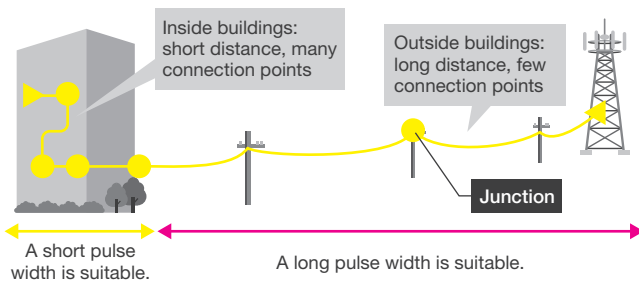 Inside buildings:
short distance, many
connection points
Outside buildings:
long distance, few
connection points
Junction
A short pulse
width is suitable.
A long pulse width is suitable.